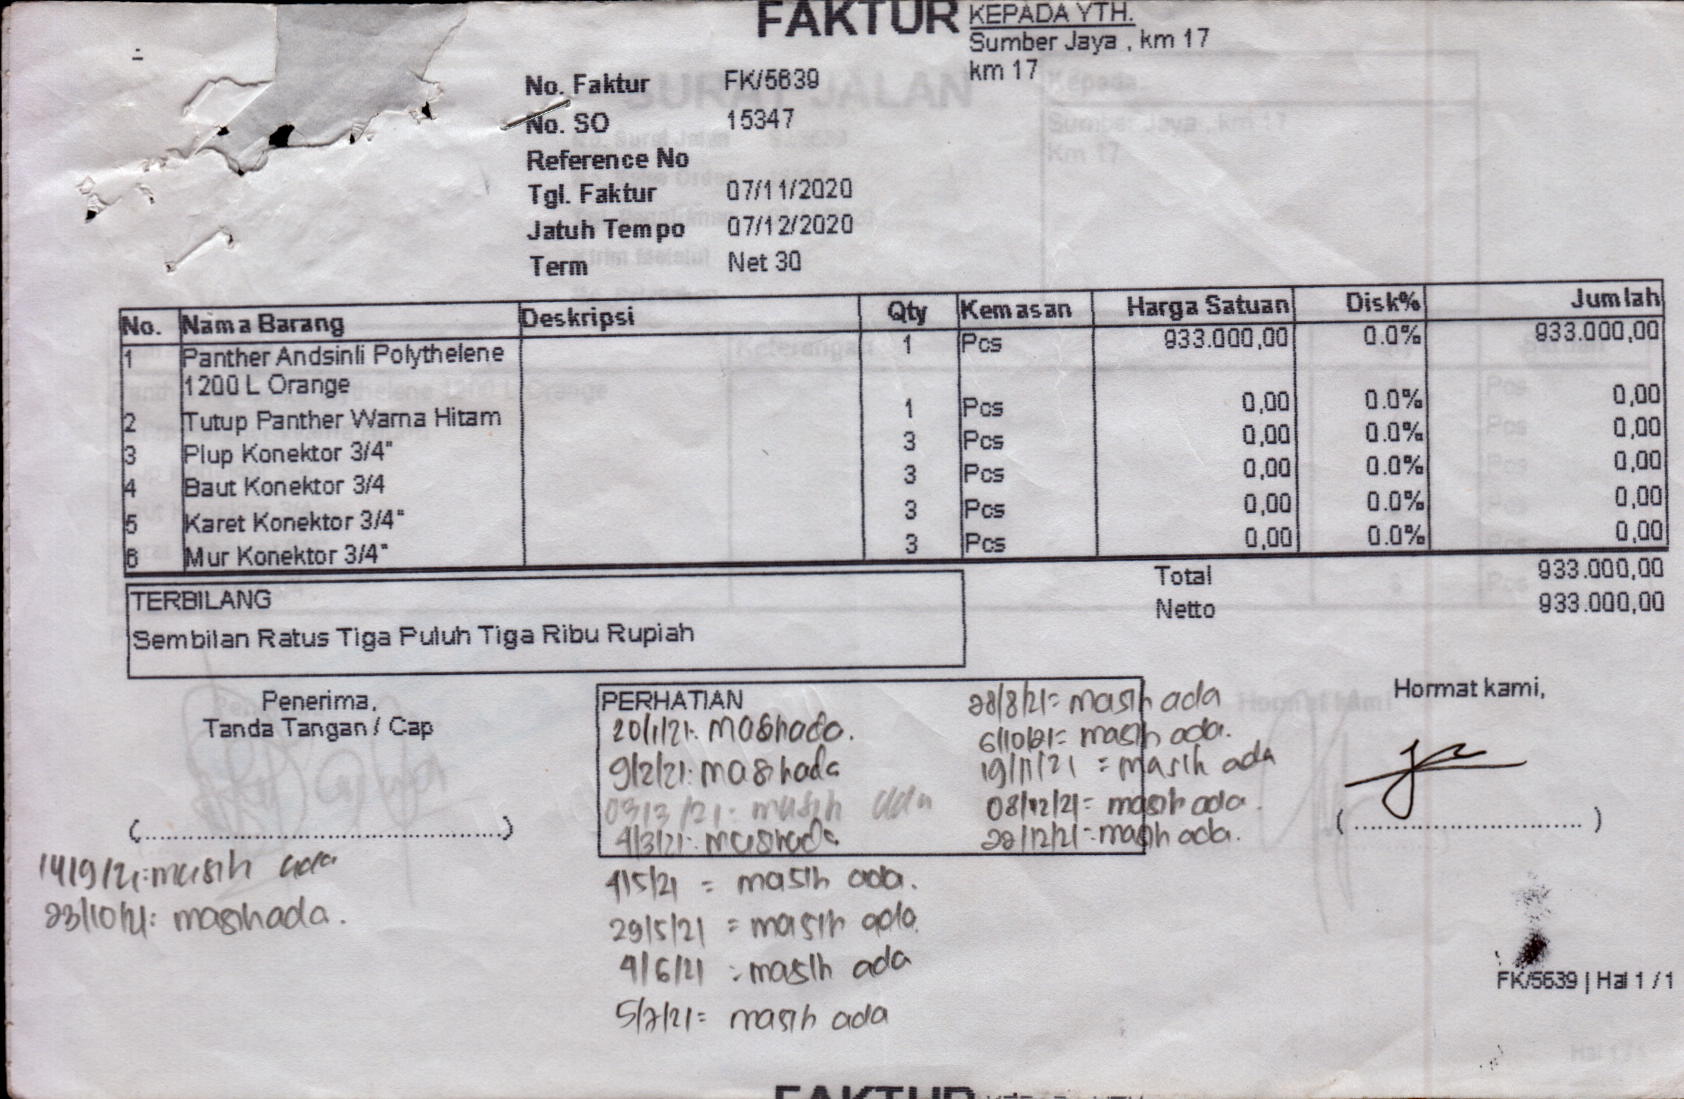 FAKTUR
KEPADA YTH.
Sumber Jaya , km 17
km 17
No. Faktur FK/5639
No. SO 15347
Reference No
Tgl. Faktur 07/11/2020
Jatuh Tempo 07/12/2020
Term Net 30
No. Nama Barang Deskripsi Qty Kemasan Harga Satuan Disk% Jumlah
1 Panther Andsinli Polythelene 1 Pcs 933.000,00 0.0% 933.000,00
1200 L Orange
2 Tutup Panther Warna Hitam 1 Pcs 0,00 0.0% 0,00
3 Plup Konektor 3/4" 3 Pcs 0,00 0.0% 0,00
4 Baut Konektor 3/4 3 Pcs 0,00 0.0% 0,00
5 Karet Konektor 3/4" 3 Pcs 0,00 0.0% 0,00
6 Mur Konektor 3/4" 3 Pcs 0,00 0.0% 0,00
Total 933.000,00
Netto 933.000,00
TERBILANG
Sembilan Ratus Tiga Puluh Tiga Ribu Rupiah
Penerima,
Tanda Tangan / Cap
(..................................................)
14/9/21: masih ada
23/10/21: masih ada.
PERHATIAN
20/1/21: masih ada.
9/2/21: masih ada
03/3/21: masih ada
4/3/21: masih ada
4/5/21 = masih ada.
29/5/21 = masih ada.
4/6/21 : masih ada
5/7/21= masih ada
28/8/21= masih ada
6/10/21= masih ada.
19/11/21 = masih ada
08/12/21= masih ada.
22/12/21= masih ada.
Hormat kami,
(................................)
FK/5639 | Hal 1 / 1
FAKTUR